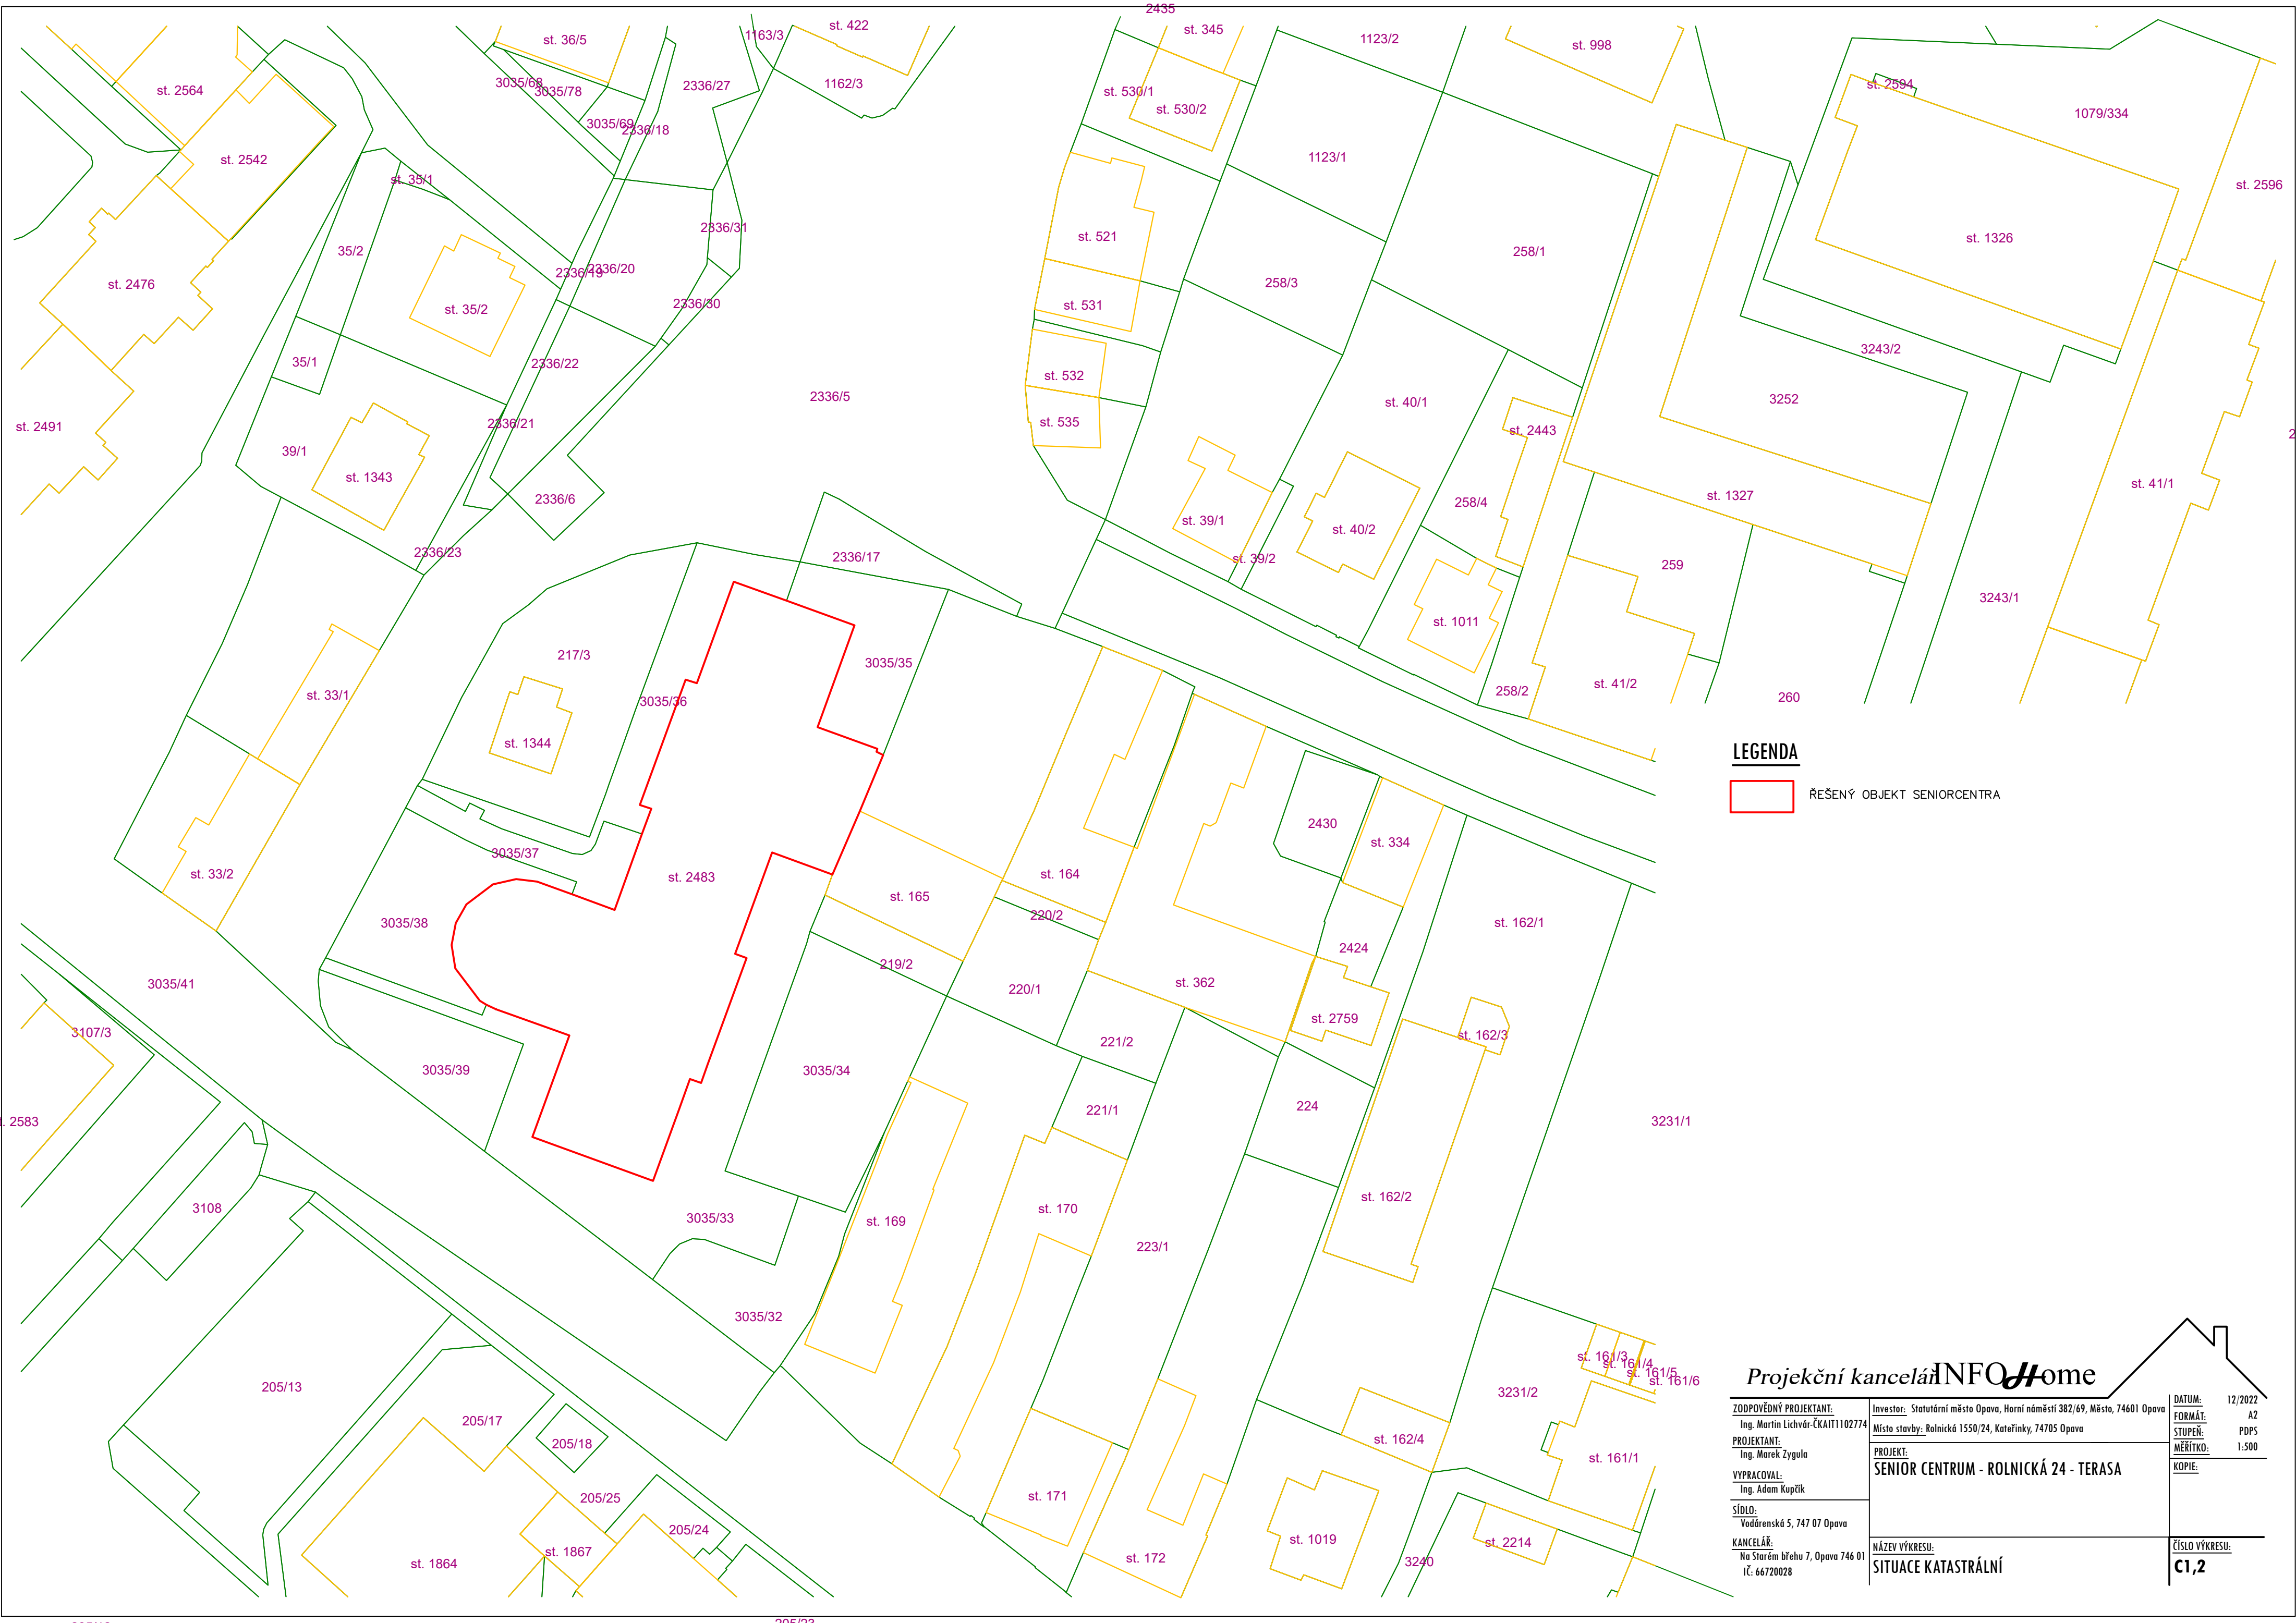 2435
st. 36/5
1163/3
st. 422
st. 345
1123/2
st. 998
st. 2564
3035/68
3035/78
2336/27
1162/3
st. 530/1
st. 530/2
st. 2594
1079/334
3035/69
2336/18
st. 2542
1123/1
st. 35/1
st. 2596
2336/31
st. 521
st. 1326
35/2
258/1
2336/19
2336/20
st. 2476
258/3
st. 35/2
2336/30
st. 531
35/1
2336/22
3243/2
st. 532
2336/5
st. 40/1
3252
st. 2491
2336/21
st. 535
st. 2443
39/1
st. 1343
2336/6
258/4
st. 1327
st. 41/1
st. 39/1
st. 40/2
2336/23
2336/17
st. 39/2
259
3243/1
st. 1011
217/3
3035/35
st. 33/1
3035/36
258/2
st. 41/2
260
st. 1344
LEGENDA
ŘEŠENÝ OBJEKT SENIORCENTRA
2430
st. 334
3035/37
st. 33/2
st. 2483
st. 165
st. 164
3035/38
220/2
st. 162/1
2424
219/2
3035/41
220/1
st. 362
st. 2759
3107/3
st. 162/3
221/2
3035/39
3035/34
221/1
224
2583
3231/1
3108
3035/33
st. 169
st. 170
st. 162/2
223/1
3035/32
st. 161/3
st. 161/4
st. 161/5
st. 161/6
205/13
3231/2
205/17
205/18
st. 162/4
st. 161/1
205/25
st. 171
205/24
st. 1864
st. 1867
st. 172
st. 1019
3240
st. 2214
205/23
Projekční kancelář INFO Home
ZODPOVĚDNÝ PROJEKTANT:
Ing. Martin Lichvár-ČKAIT1102774
PROJEKTANT:
Ing. Marek Zygula
VYPRACOVAL:
Ing. Adam Kupčík
SÍDLO:
Vodárenská 5, 747 07 Opava
KANCELÁŘ:
Na Starém břehu 7, Opava 746 01
IČ: 66720028
Investor: Statutární město Opava, Horní náměstí 382/69, Město, 74601 Opava
Místo stavby: Rolnická 1550/24, Kateřinky, 74705 Opava
PROJEKT:
SENIOR CENTRUM - ROLNICKÁ 24 - TERASA
NÁZEV VÝKRESU:
SITUACE KATASTRÁLNÍ
DATUM: 12/2022
FORMÁT: A2
STUPEŇ: PDPS
MĚŘÍTKO: 1:500
KOPIE:
ČÍSLO VÝKRESU:
C1,2